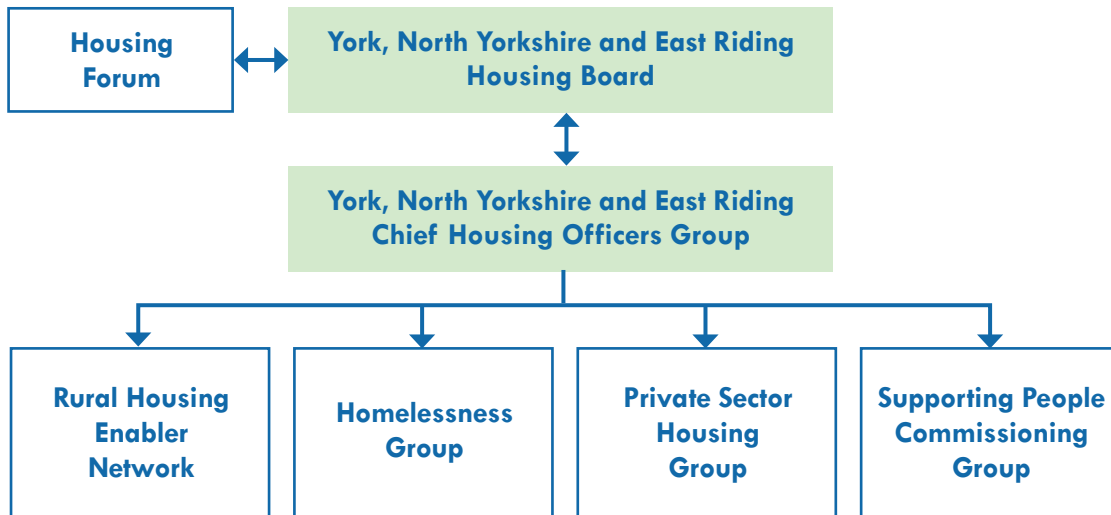 Housing
Forum
York, North Yorkshire and East Riding
Housing Board
York, North Yorkshire and East Riding
Chief Housing Officers Group
Rural Housing
Enabler
Network
Homelessness
Group
Private Sector
Housing
Group
Supporting People
Commissioning
Group